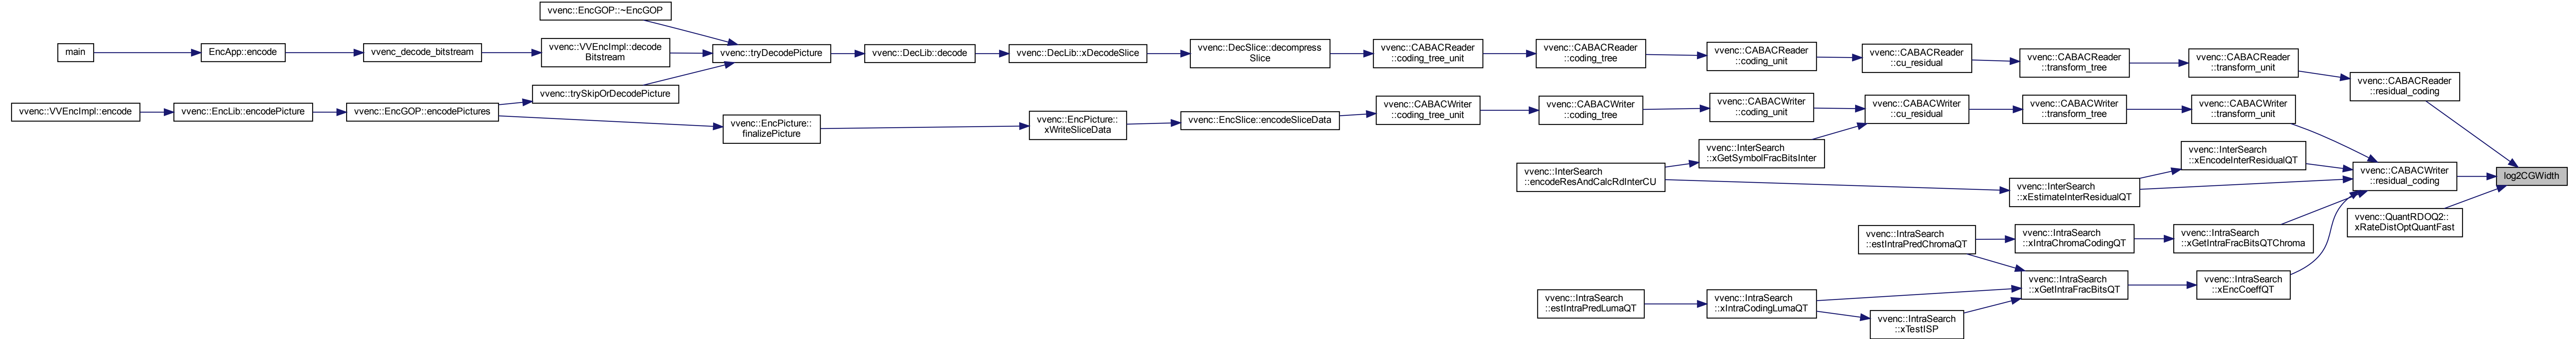 vvenc::EncGOP::~EncGOP
main
EncApp::encode
vvenc_decode_bitstream
vvenc::VVEncImpl::decode
Bitstream
vvenc::tryDecodePicture
vvenc::DecLib::decode
vvenc::DecLib::xDecodeSlice
vvenc::DecSlice::decompress
Slice
vvenc::CABACReader
::coding_tree_unit
vvenc::CABACReader
::coding_tree
vvenc::CABACReader
::coding_unit
vvenc::CABACReader
::cu_residual
vvenc::CABACReader
::transform_tree
vvenc::CABACReader
::transform_unit
vvenc::CABACReader
::residual_coding
vvenc::trySkipOrDecodePicture
vvenc::VVEncImpl::encode
vvenc::EncLib::encodePicture
vvenc::EncGOP::encodePictures
vvenc::EncPicture::
finalizePicture
vvenc::EncPicture::
xWriteSliceData
vvenc::EncSlice::encodeSliceData
vvenc::CABACWriter
::coding_tree_unit
vvenc::CABACWriter
::coding_tree
vvenc::CABACWriter
::coding_unit
vvenc::CABACWriter
::cu_residual
vvenc::CABACWriter
::transform_tree
vvenc::CABACWriter
::transform_unit
vvenc::InterSearch
::xGetSymbolFracBitsInter
vvenc::InterSearch
::xEncodeInterResidualQT
vvenc::InterSearch
::encodeResAndCalcRdInterCU
vvenc::InterSearch
::xEstimateInterResidualQT
vvenc::CABACWriter
::residual_coding
log2CGWidth
vvenc::QuantRDOQ2::
xRateDistOptQuantFast
vvenc::IntraSearch
::estIntraPredChromaQT
vvenc::IntraSearch
::xIntraChromaCodingQT
vvenc::IntraSearch
::xGetIntraFracBitsQTChroma
vvenc::IntraSearch
::xGetIntraFracBitsQT
vvenc::IntraSearch
::xEncCoeffQT
vvenc::IntraSearch
::estIntraPredLumaQT
vvenc::IntraSearch
::xIntraCodingLumaQT
vvenc::IntraSearch
::xTestISP